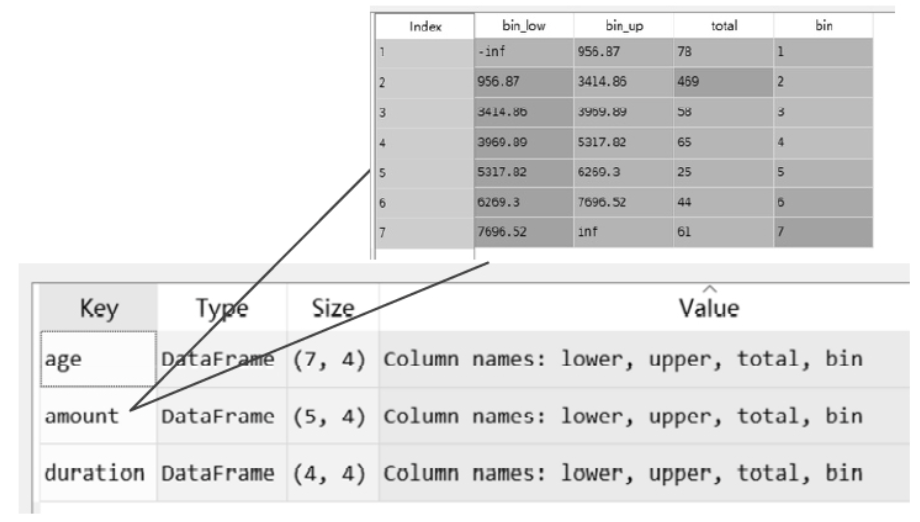 Index bin_low bin_up total bin
1 -inf 956.87 78 1
2 956.87 3414.86 469 2
3 3414.86 3969.89 58 3
4 3969.89 5317.82 65 4
5 5317.82 6269.3 25 5
6 6269.3 7696.52 44 6
7 7696.52 inf 61 7
Key Type Size Value
age DataFrame (7, 4) Column names: lower, upper, total, bin
amount DataFrame (5, 4) Column names: lower, upper, total, bin
duration DataFrame (4, 4) Column names: lower, upper, total, bin